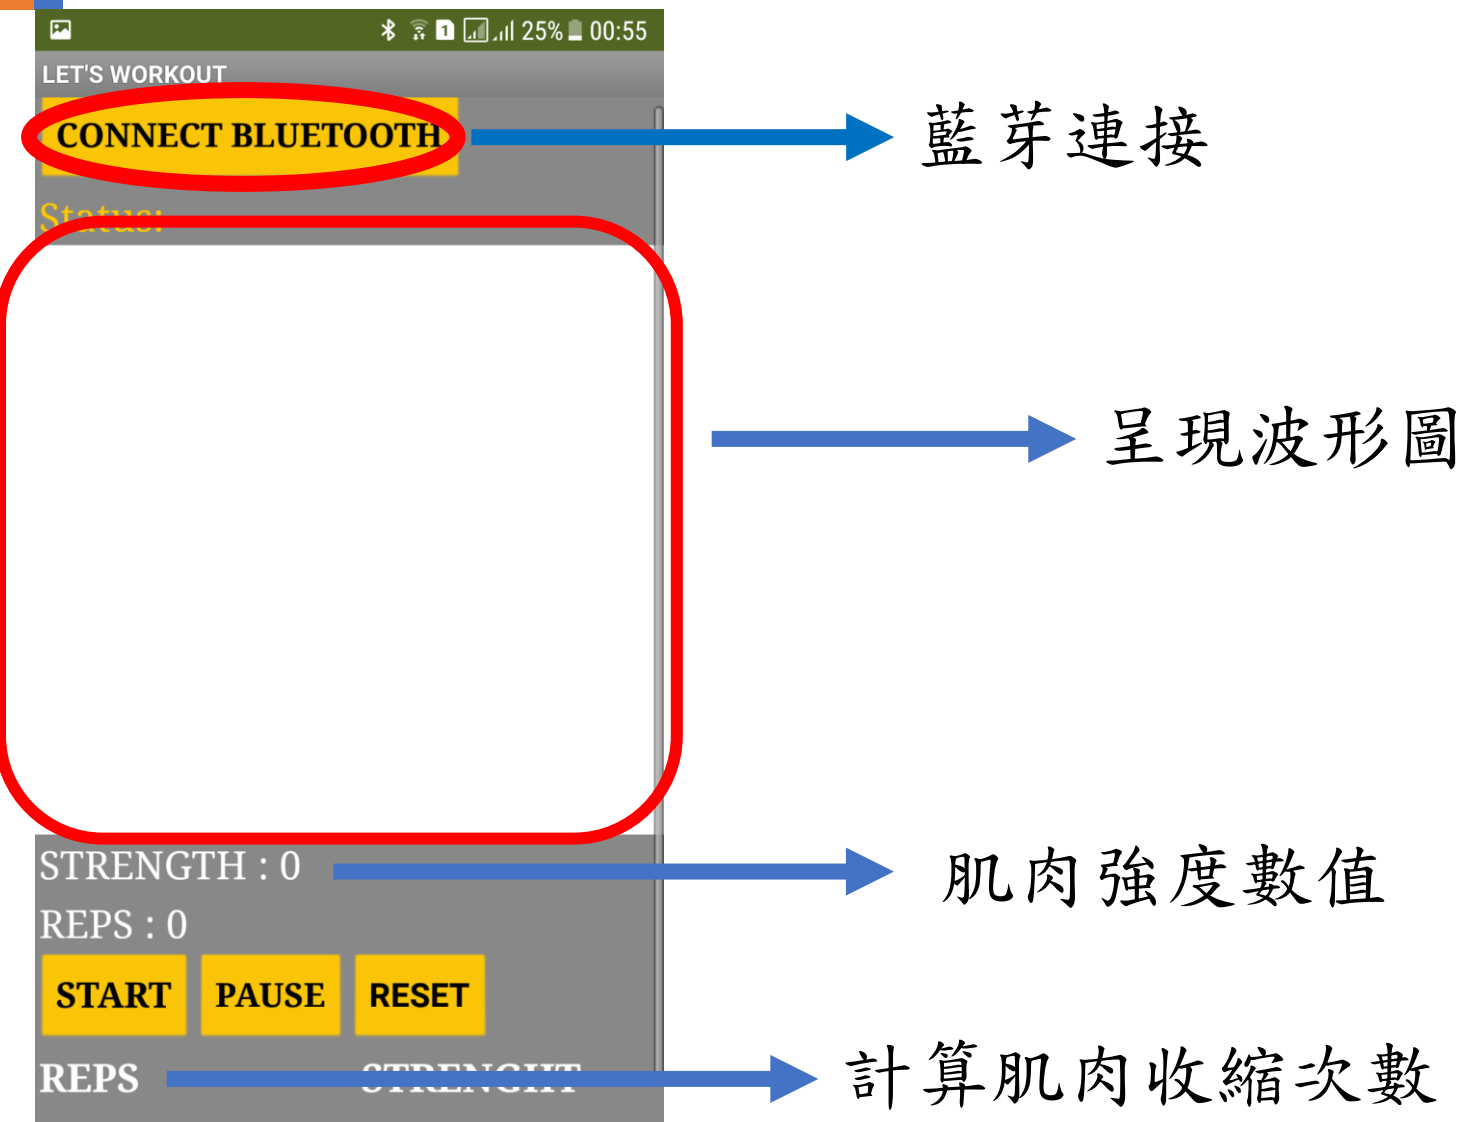 1 25% 00:55
LET'S WORKOUT
CONNECT BLUETOOTH
藍芽連接
Status:
呈現波形圖
STRENGTH : 0
肌肉強度數值
REPS : 0
START PAUSE RESET
REPS STRENGHT
計算肌肉收縮次數